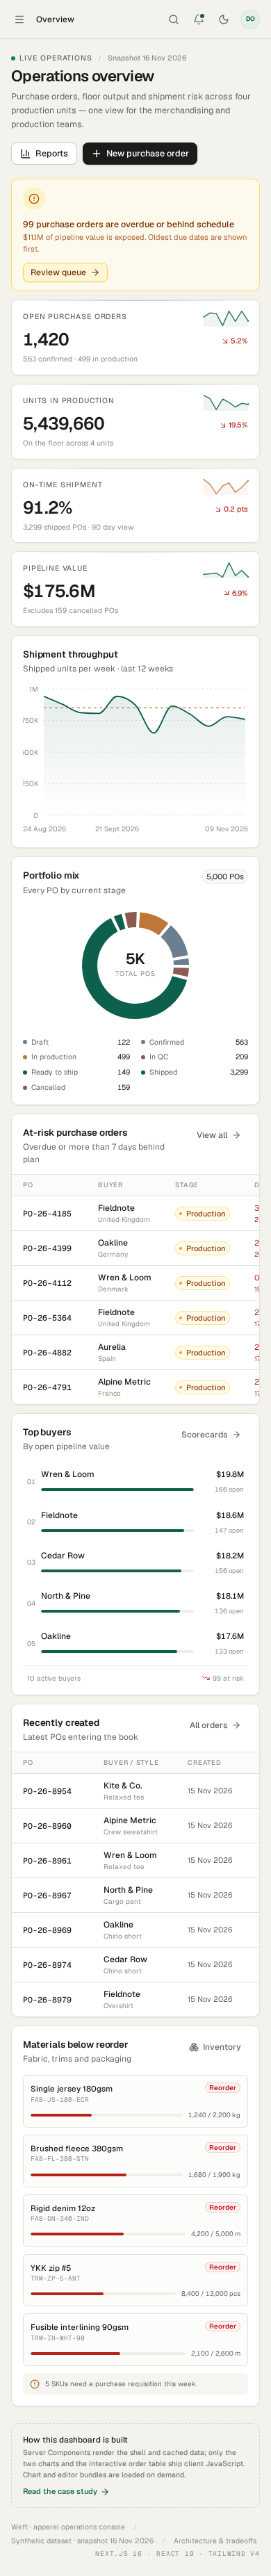 Overview
DO
LIVE OPERATIONS / Snapshot 16 Nov 2026
Operations overview
Purchase orders, floor output and shipment risk across four
production units — one view for the merchandising and
production teams.
Reports
New purchase order
99 purchase orders are overdue or behind schedule
$11.1M of pipeline value is exposed. Oldest due dates are shown
first.
Review queue
OPEN PURCHASE ORDERS
1,420
5.2%
563 confirmed · 499 in production
UNITS IN PRODUCTION
5,439,660
19.5%
On the floor across 4 units
ON-TIME SHIPMENT
91.2%
0.2 pts
3,299 shipped POs · 90 day view
PIPELINE VALUE
$175.6M
6.9%
Excludes 159 cancelled POs
Shipment throughput
Shipped units per week · last 12 weeks
1M
750K
500K
250K
0
24 Aug 2026 21 Sept 2026 09 Nov 2026
Portfolio mix
5,000 POs
Every PO by current stage
5K
TOTAL POS
Draft 122 Confirmed 563
In production 499 In QC 209
Ready to ship 149 Shipped 3,299
Cancelled 159
At-risk purchase orders
View all
Overdue or more than 7 days behind
plan
PO BUYER STAGE
PO-26-4185 Fieldnote Production
United Kingdom
PO-26-4399 Oakline Production
Germany
PO-26-4112 Wren & Loom Production
Denmark
PO-26-5364 Fieldnote Production
United Kingdom
PO-26-4882 Aurelia Production
Spain
PO-26-4791 Alpine Metric Production
France
Top buyers
Scorecards
By open pipeline value
01 Wren & Loom $19.8M
166 open
02 Fieldnote $18.6M
147 open
03 Cedar Row $18.2M
156 open
04 North & Pine $18.1M
136 open
05 Oakline $17.6M
133 open
10 active buyers 99 at risk
Recently created
All orders
Latest POs entering the book
PO BUYER / STYLE CREATED
PO-26-8954 Kite & Co. 15 Nov 2026
Relaxed tee
PO-26-8960 Alpine Metric 15 Nov 2026
Crew sweatshirt
PO-26-8961 Wren & Loom 15 Nov 2026
Relaxed tee
PO-26-8967 North & Pine 15 Nov 2026
Cargo pant
PO-26-8969 Oakline 15 Nov 2026
Chino short
PO-26-8974 Cedar Row 15 Nov 2026
Chino short
PO-26-8979 Fieldnote 15 Nov 2026
Overshirt
Materials below reorder
Inventory
Fabric, trims and packaging
Single jersey 180gsm Reorder
FAB-JS-180-ECR
1,240 / 2,200 kg
Brushed fleece 380gsm Reorder
FAB-FL-380-STN
1,680 / 1,900 kg
Rigid denim 12oz Reorder
FAB-DN-340-IND
4,200 / 5,000 m
YKK zip #5 Reorder
TRM-ZP-5-ANT
8,400 / 12,000 pcs
Fusible interlining 90gsm Reorder
TRM-IN-WHT-90
2,100 / 2,600 m
5 SKUs need a purchase requisition this week.
How this dashboard is built
Server Components render the shell and cached data; only the
two charts and the interactive order table ship client JavaScript.
Chart and editor bundles are loaded on demand.
Read the case study
Weft · apparel operations console /
Synthetic dataset · snapshot 16 Nov 2026 / Architecture & tradeoffs
NEXT.JS 16 · REACT 19 · TAILWIND V4